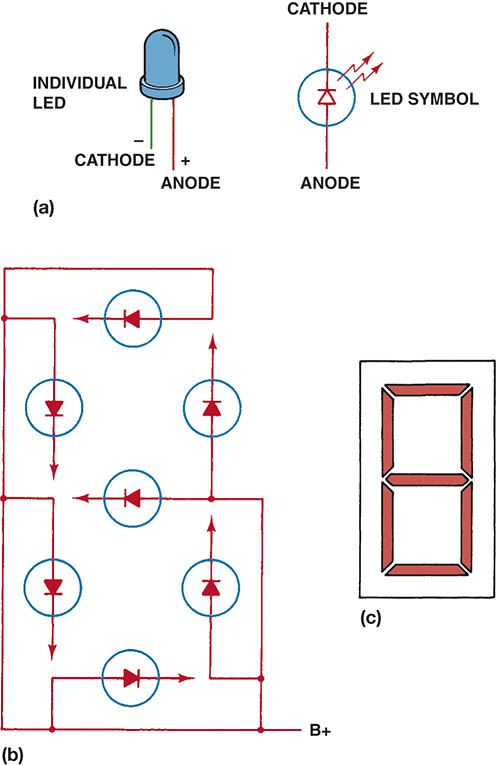 CATHODE
INDIVIDUAL
LED
LED SYMBOL
–
+
CATHODE
ANODE
ANODE
(a)
(c)
B+
(b)